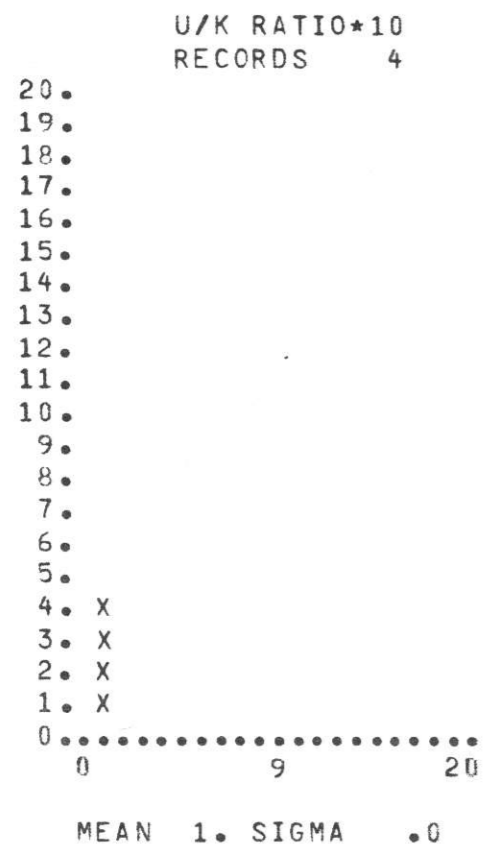 U/K RATIO*10
RECORDS 4
20.
19.
18.
17.
16.
15.
14.
13.
12.
11.
10.
9.
8.
7.
6.
5.
4. X
3. X
2. X
1. X
0......................
0 9 20
MEAN 1. SIGMA .0